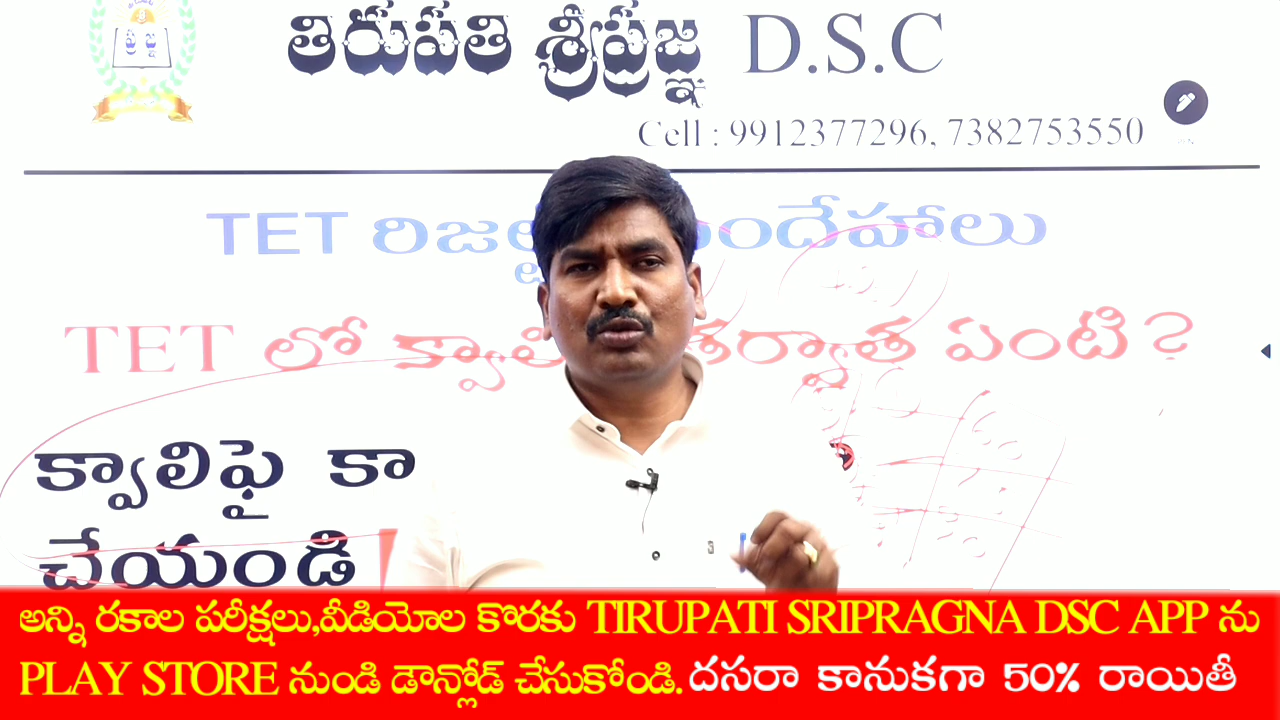 తిరుపతి శ్రీప్రజ్ఞ D.S.C
Cell : 9912377296, 7382753550
TET సందేహాలు
TET లో తర్వాత ఏంటి ?
క్వాలిఫై కా
చేయండి !
అన్ని రకాల పరీక్షలు,వీడియోల కొరకు TIRUPATI SRIPRAGNA DSC APP ను
PLAY STORE నుండి డౌన్లోడ్ చేసుకోండి. దసరా కానుకగా 50% రాయితీ